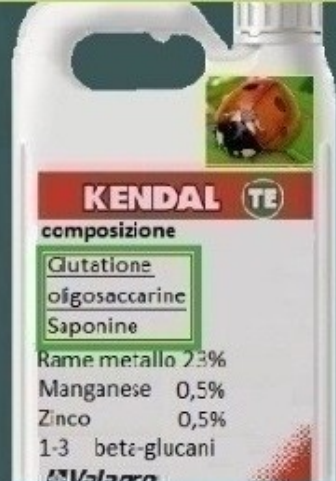 KENDAL TE
composizione
Glutatione
oligosaccarine
Saponine
Rame metallo 23%
Manganese 0,5%
Zinco 0,5%
1-3 beta-glucani
Valagro